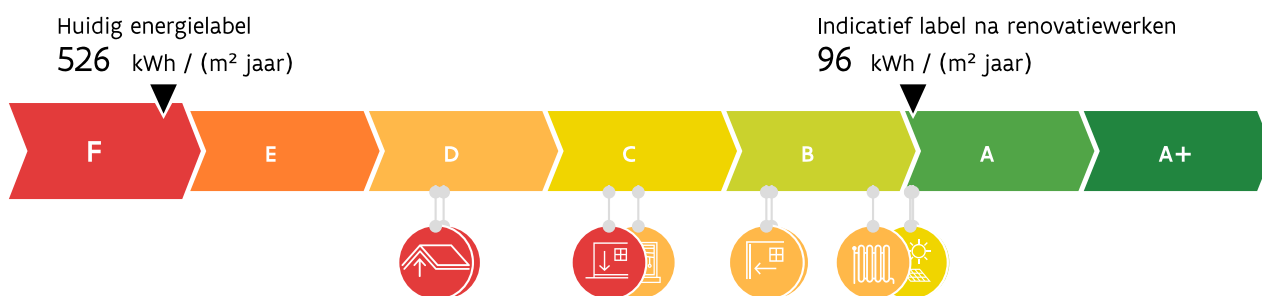 Huidig energielabel
526 kWh / (m² jaar)
Indicatief label na renovatiewerken
96 kWh / (m² jaar)
F E D C B A A+